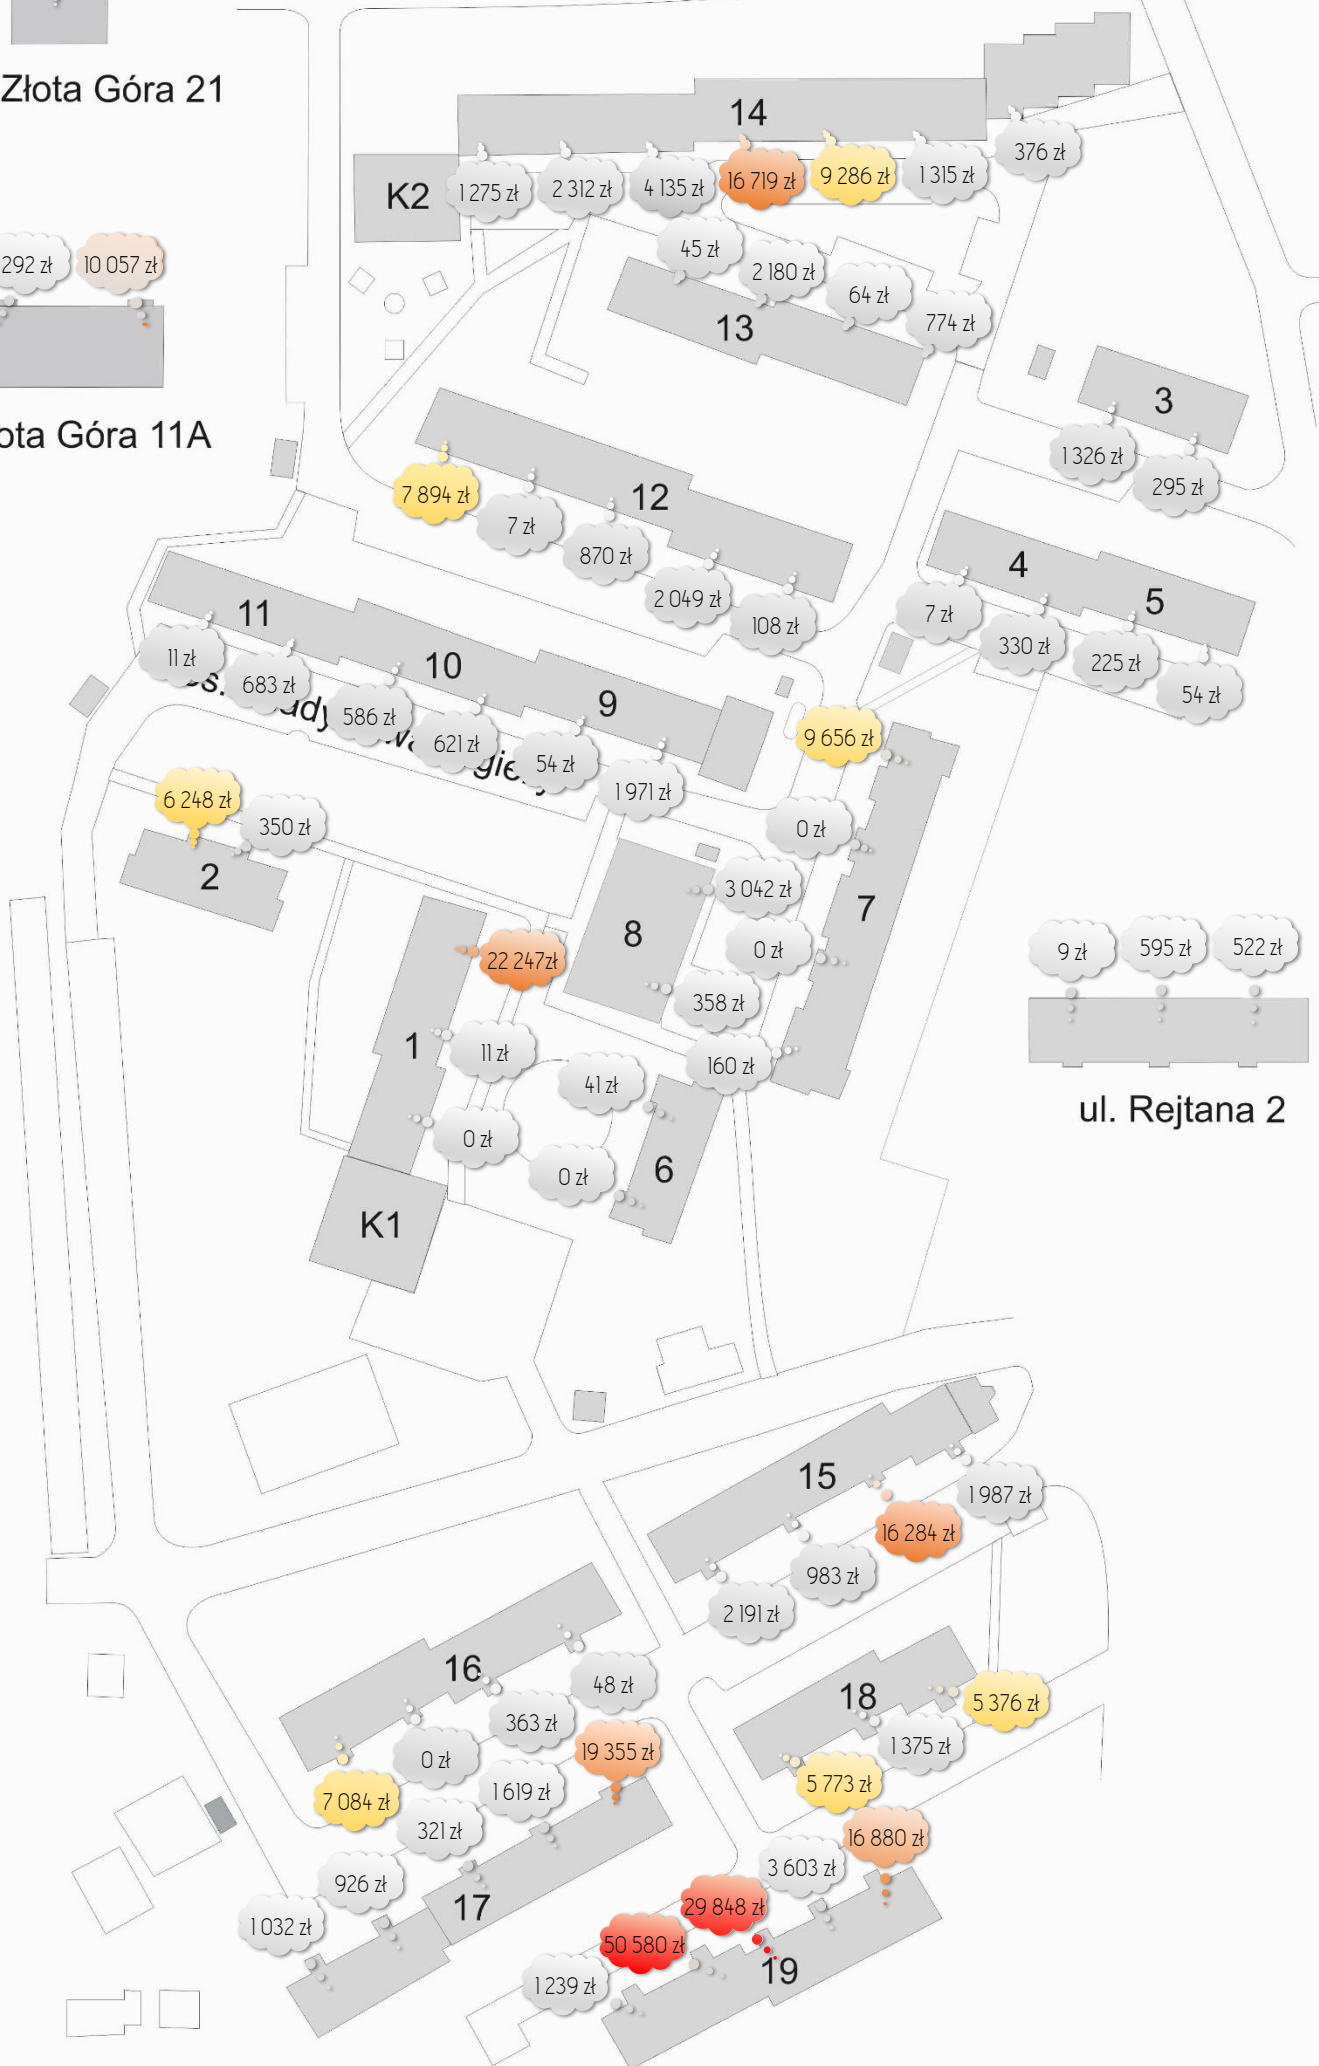 Złota Góra 21
14
376 zł
K2
1 275 zł
2 312 zł
4 135 zł
16 719 zł
9 286 zł
1 315 zł
45 zł
2 180 zł
64 zł
774 zł
13
292 zł
10 057 zł
ota Góra 11A
3
1 326 zł
295 zł
12
7 894 zł
7 zł
870 zł
2 049 zł
108 zł
4
5
7 zł
330 zł
225 zł
54 zł
11
10
9
11 zł
683 zł
586 zł
621 zł
54 zł
1 971 zł
9 656 zł
0 zł
6 248 zł
350 zł
2
3 042 zł
7
8
0 zł
358 zł
160 zł
22 247zł
1
11 zł
0 zł
41 zł
0 zł
6
K1
9 zł
595 zł
522 zł
ul. Rejtana 2
15
1 987 zł
16 284 zł
983 zł
2 191 zł
16
48 zł
363 zł
0 zł
7 084 zł
18
5 376 zł
1 375 zł
5 773 zł
19 355 zł
1 619 zł
321 zł
926 zł
1 032 zł
17
16 880 zł
3 603 zł
29 848 zł
50 580 zł
1 239 zł
19